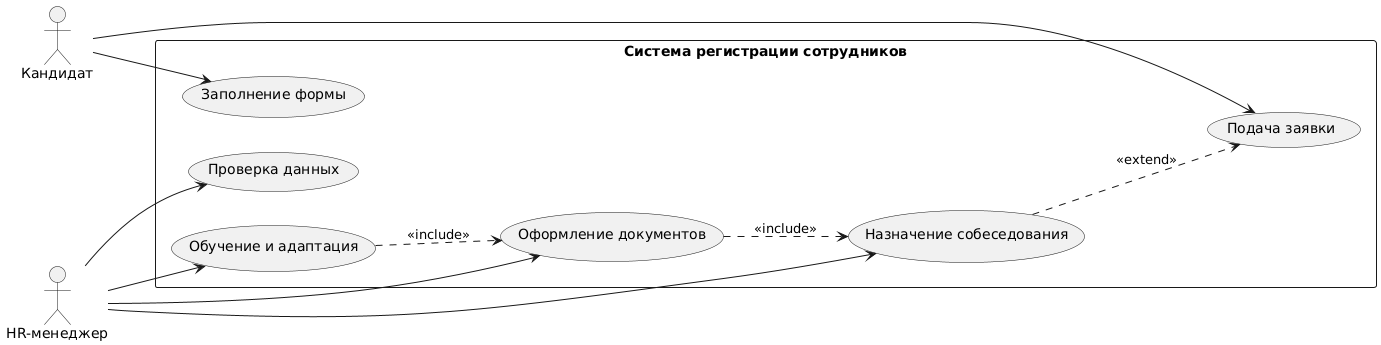 Кандидат
Система регистрации сотрудников
Заполнение формы
Подача заявки
Проверка данных
«extend»
Обучение и адаптация
«include»
Оформление документов
«include»
Назначение собеседования
HR-менеджер